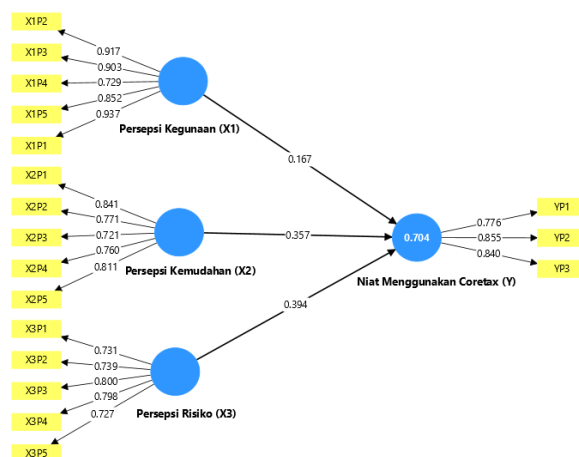 X1P2
X1P3
X1P4
X1P5
X1P1
0.917
0.903
0.729
0.852
0.937
Persepsi Kegunaan (X1)
0.167
X2P1
X2P2
X2P3
X2P4
X2P5
0.841
0.771
0.721
0.760
0.811
Persepsi Kemudahan (X2)
0.357
X3P1
X3P2
X3P3
X3P4
X3P5
0.731
0.739
0.800
0.798
0.727
Persepsi Risiko (X3)
0.394
0.704
Niat Menggunakan Coretax (Y)
0.776
0.855
0.840
YP1
YP2
YP3